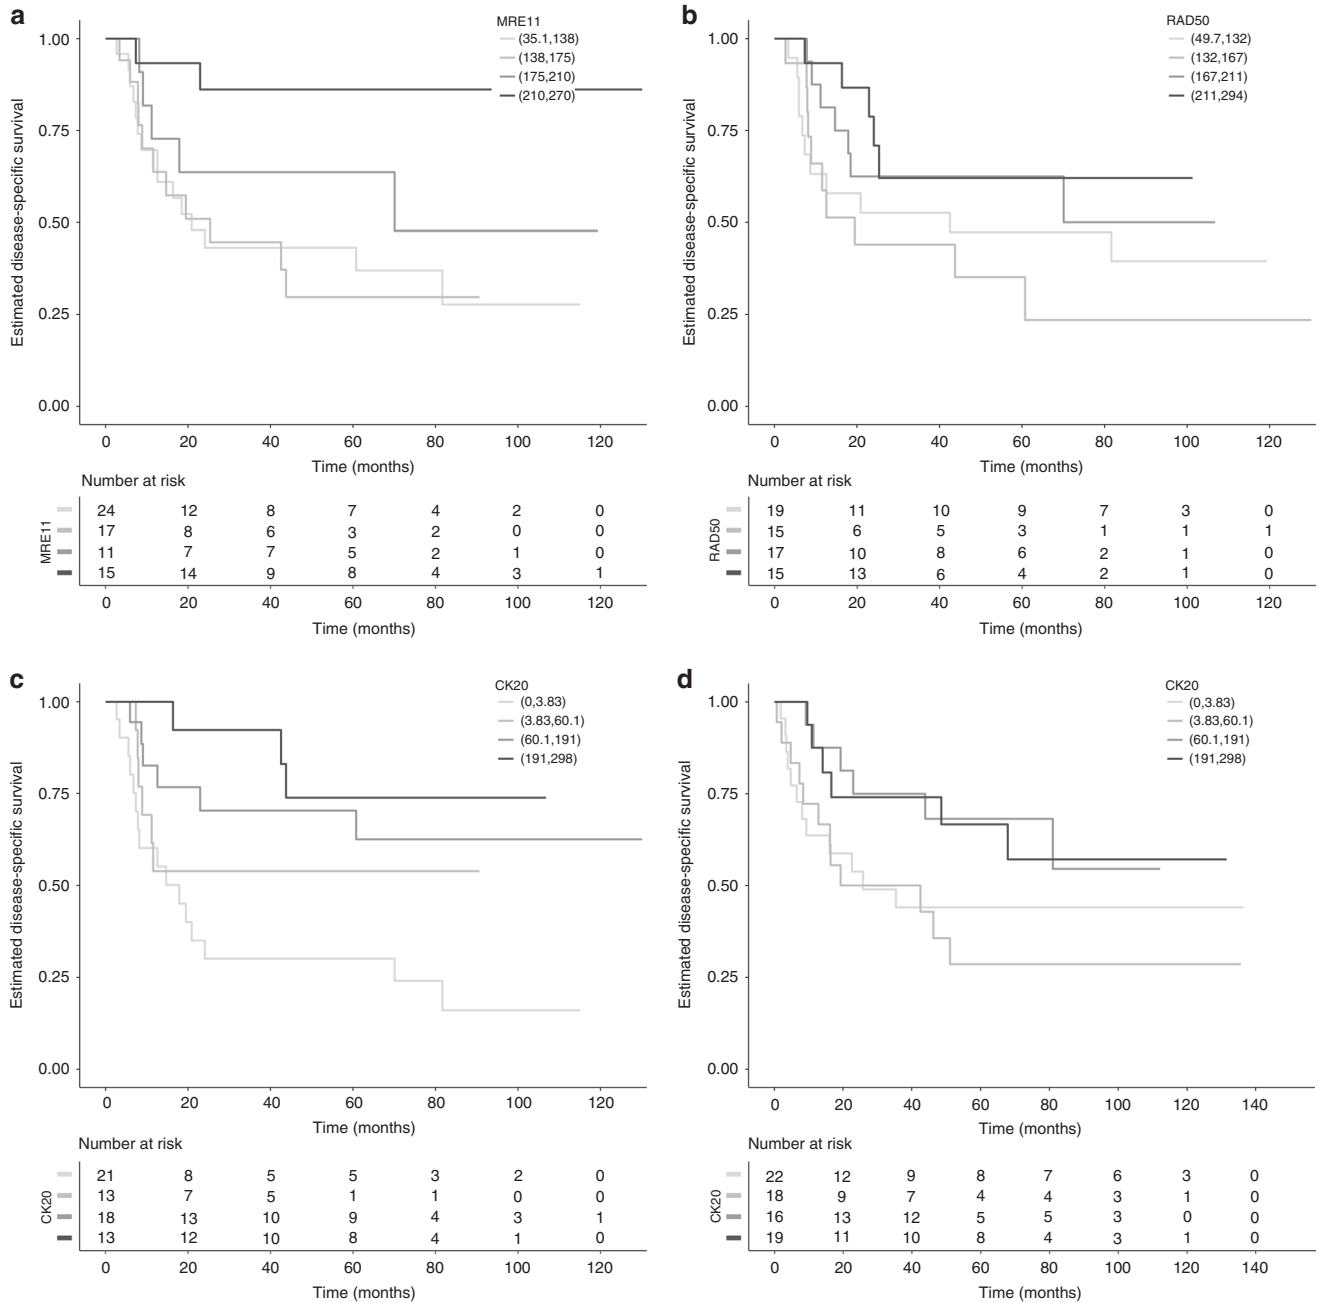 a
MRE11
(35.1,138)
(138,175)
(175,210)
(210,270)
Estimated disease-specific survival
1.00
0.75
0.50
0.25
0.00
0 20 40 60 80 100 120
Time (months)
Number at risk
MRE11
24 12 8 7 4 2 0
17 8 6 3 2 0 0
11 7 7 5 2 1 0
15 14 9 8 4 3 1
0 20 40 60 80 100 120
Time (months)
b
RAD50
(49.7,132)
(132,167)
(167,211)
(211,294)
Estimated disease-specific survival
1.00
0.75
0.50
0.25
0.00
0 20 40 60 80 100 120
Time (months)
Number at risk
RAD50
19 11 10 9 7 3 0
15 6 5 3 1 1 1
17 10 8 6 2 1 0
15 13 6 4 2 1 0
0 20 40 60 80 100 120
Time (months)
c
CK20
(0,3.83)
(3.83,60.1)
(60.1,191)
(191,298)
Estimated disease-specific survival
1.00
0.75
0.50
0.25
0.00
0 20 40 60 80 100 120
Time (months)
Number at risk
CK20
21 8 5 5 3 2 0
13 7 5 1 1 0 0
18 13 10 9 4 3 1
13 12 10 8 4 1 0
0 20 40 60 80 100 120
Time (months)
d
CK20
(0,3.83)
(3.83,60.1)
(60.1,191)
(191,298)
Estimated disease-specific survival
1.00
0.75
0.50
0.25
0.00
0 20 40 60 80 100 120 140
Time (months)
Number at risk
CK20
22 12 9 8 7 6 3 0
18 9 7 4 4 3 1 0
16 13 12 5 5 3 0 0
19 11 10 8 4 3 1 0
0 20 40 60 80 100 120 140
Time (months)